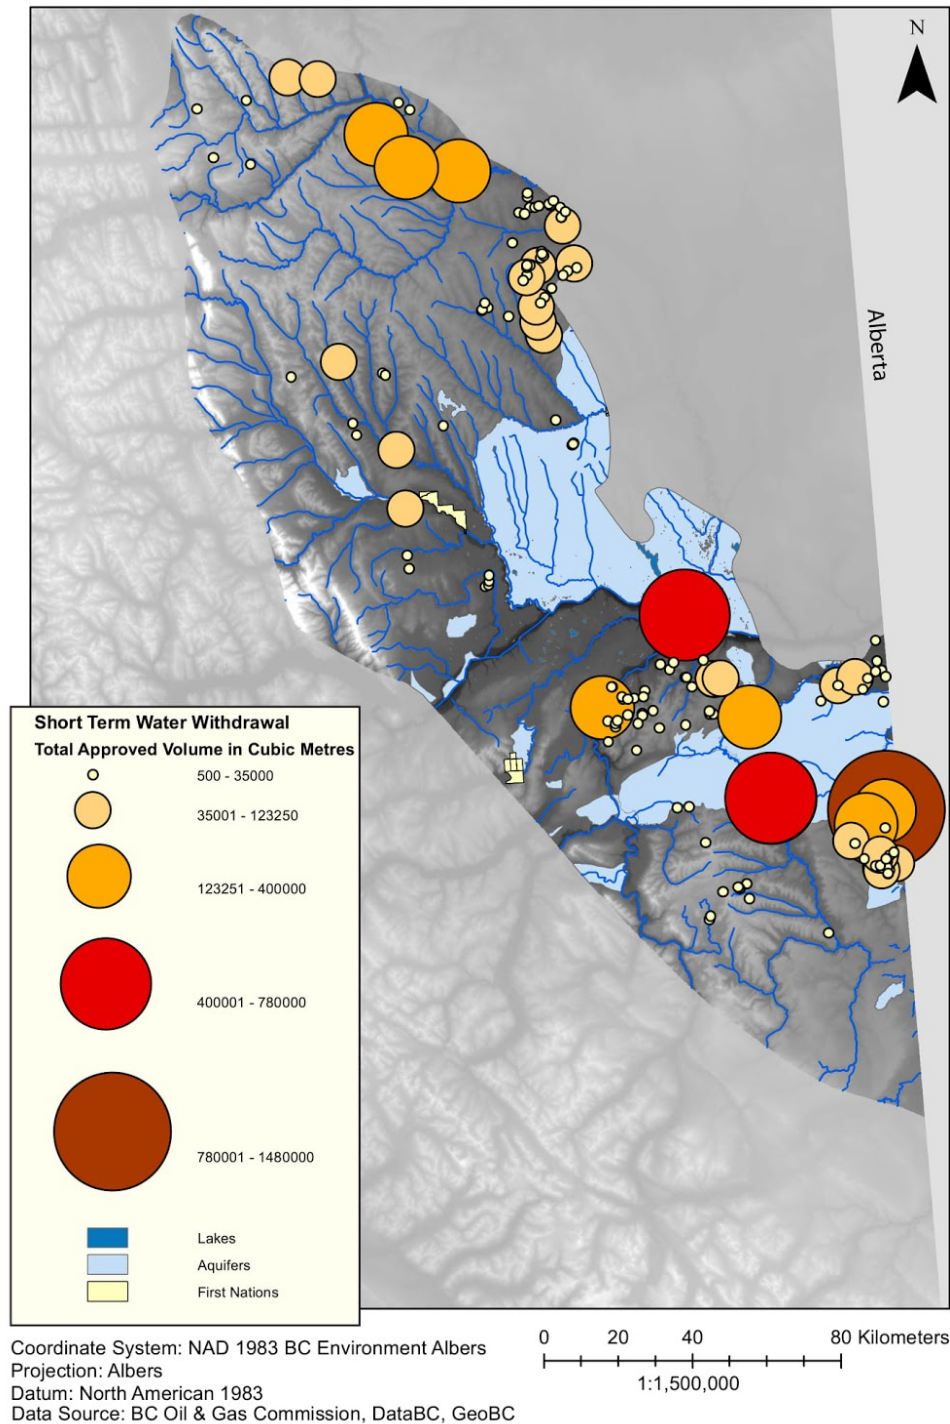 N
Alberta
Short Term Water Withdrawal
Total Approved Volume in Cubic Metres
500 - 35000
35001 - 123250
123251 - 400000
400001 - 780000
780001 - 1480000
Lakes
Aquifers
First Nations
Coordinate System: NAD 1983 BC Environment Albers
Projection: Albers
Datum: North American 1983
Data Source: BC Oil & Gas Commission, DataBC, GeoBC
0 20 40 80 Kilometers
1:1,500,000